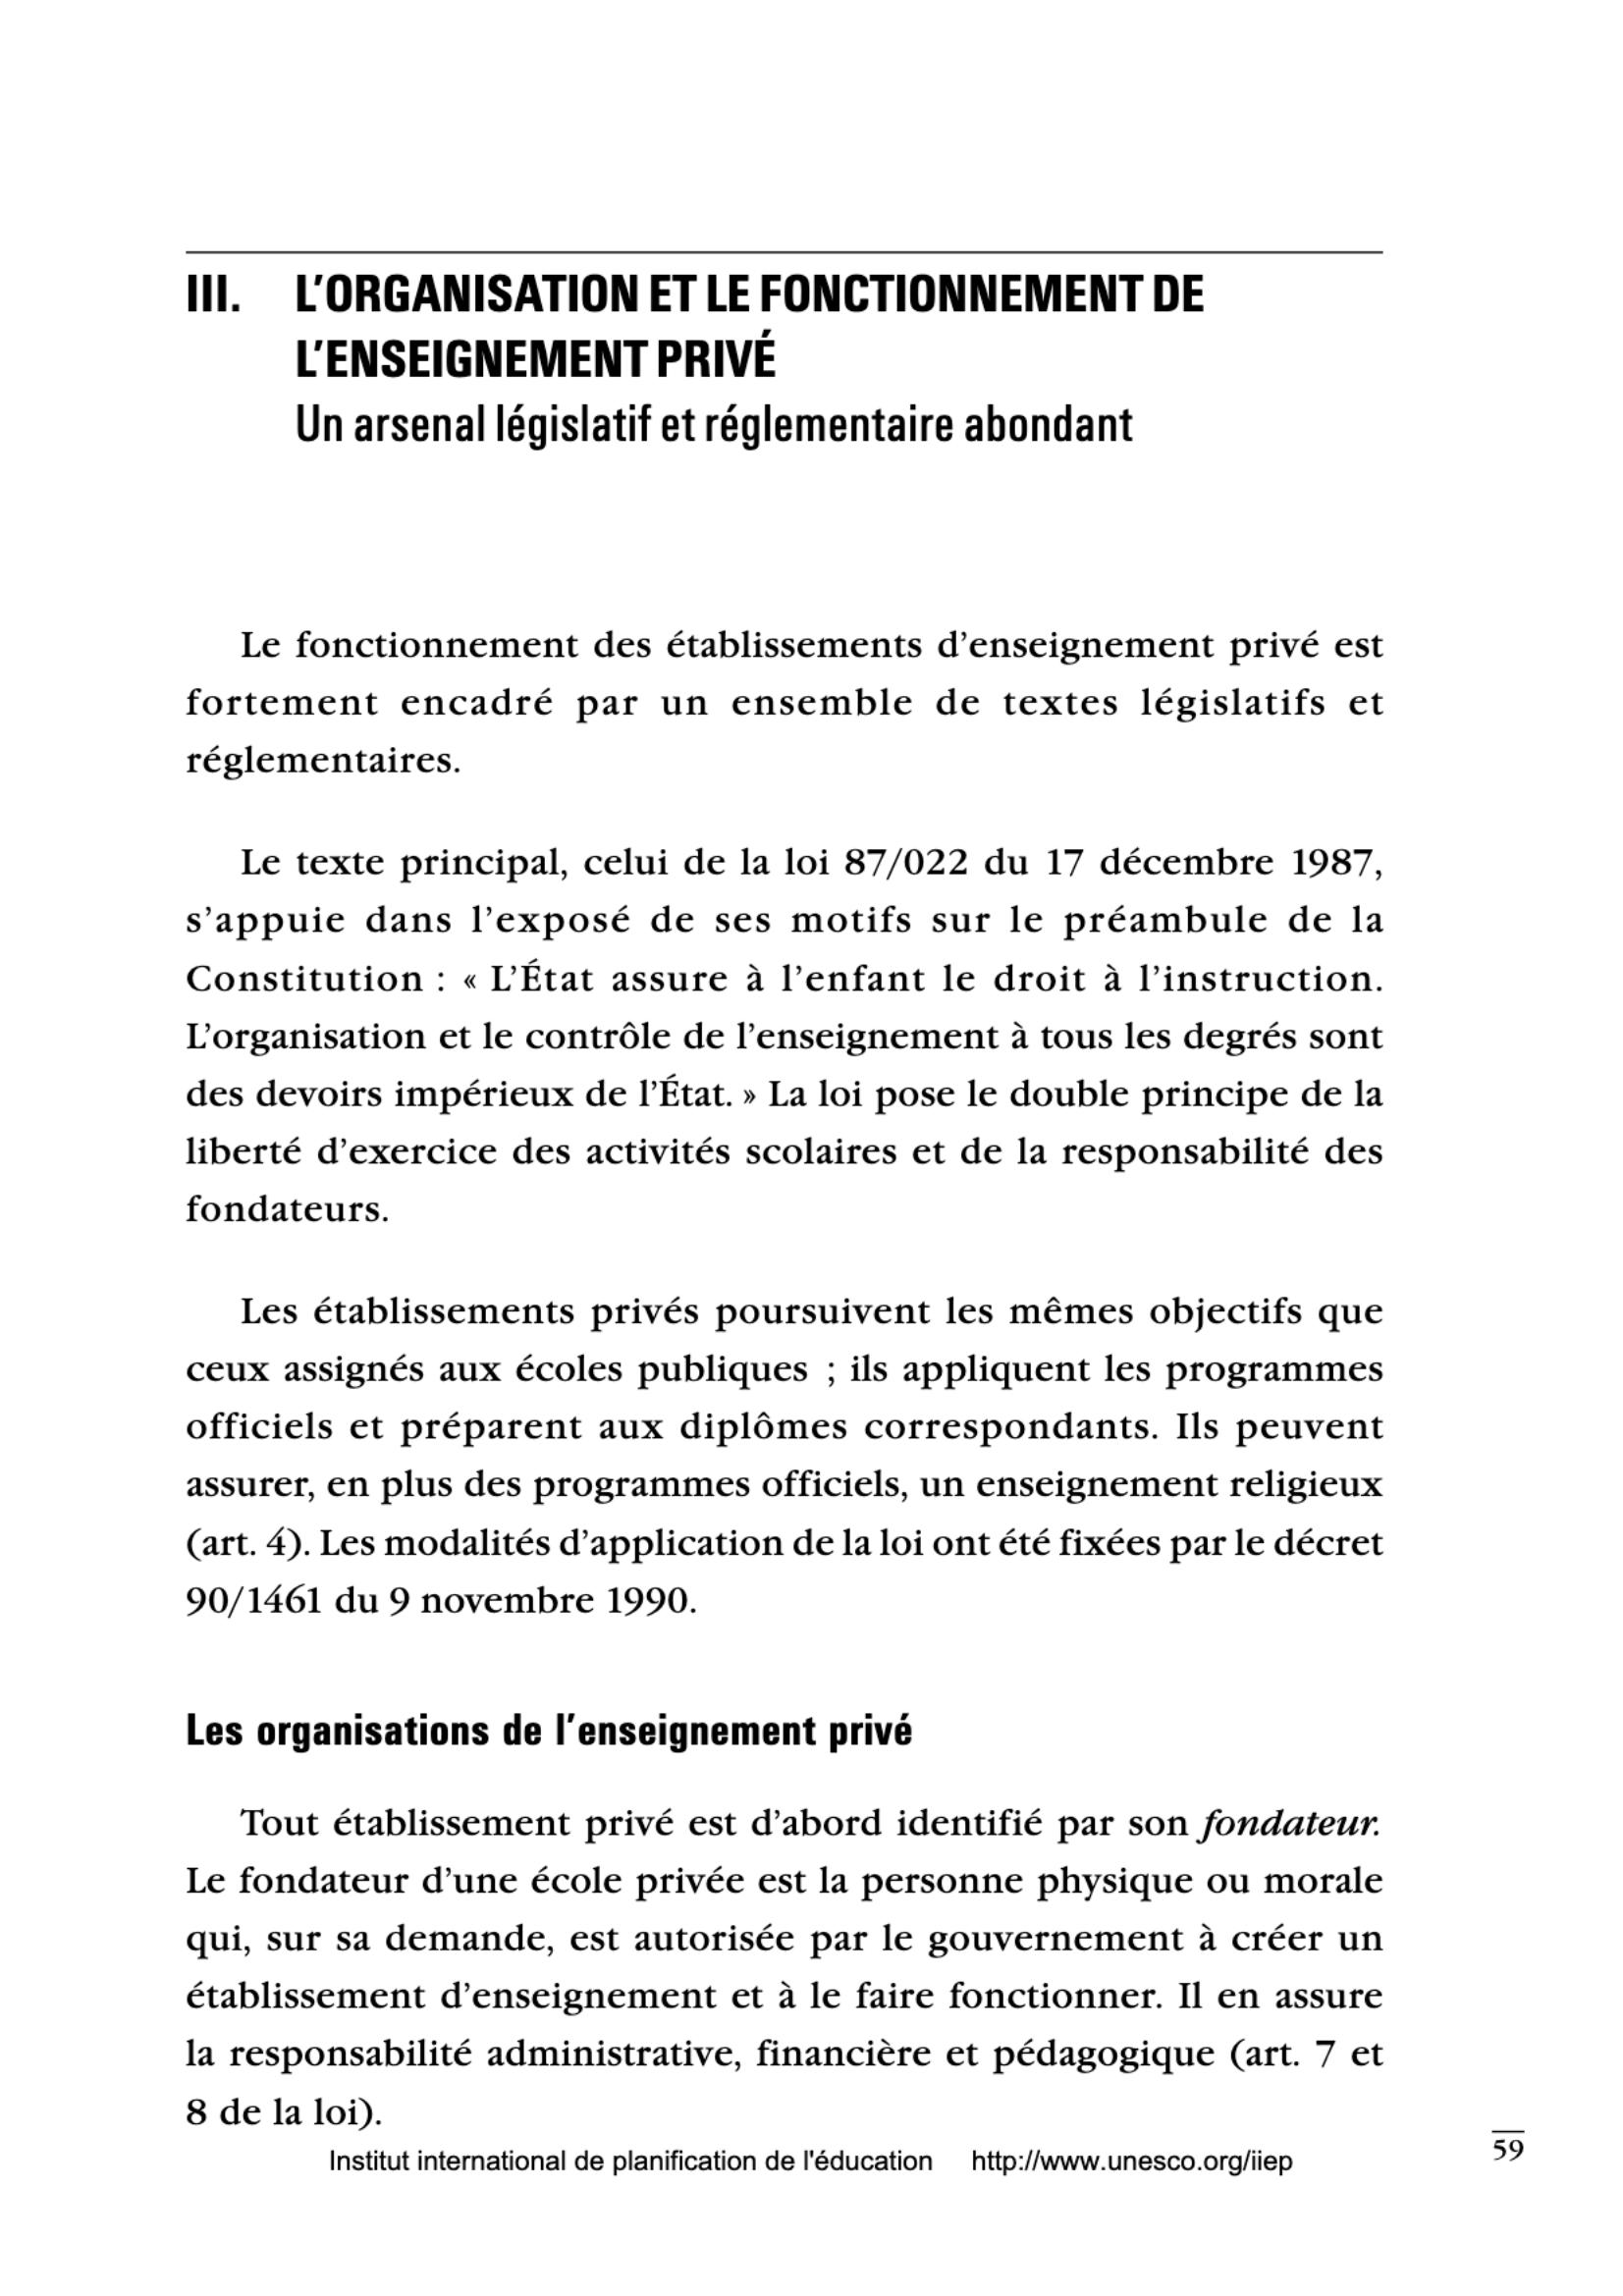 III. L’ORGANISATION ET LE FONCTIONNEMENT DE
L’ENSEIGNEMENT PRIVÉ
Un arsenal législatif et réglementaire abondant
Le fonctionnement des établissements d’enseignement privé est
fortement encadré par un ensemble de textes législatifs et
réglementaires.
Le texte principal, celui de la loi 87/022 du 17 décembre 1987,
s’appuie dans l’exposé de ses motifs sur le préambule de la
Constitution : « L’État assure à l’enfant le droit à l’instruction.
L’organisation et le contrôle de l’enseignement à tous les degrés sont
des devoirs impérieux de l’État. » La loi pose le double principe de la
liberté d’exercice des activités scolaires et de la responsabilité des
fondateurs.
Les établissements privés poursuivent les mêmes objectifs que
ceux assignés aux écoles publiques ; ils appliquent les programmes
officiels et préparent aux diplômes correspondants. Ils peuvent
assurer, en plus des programmes officiels, un enseignement religieux
(art. 4). Les modalités d’application de la loi ont été fixées par le décret
90/1461 du 9 novembre 1990.
Les organisations de l’enseignement privé
Tout établissement privé est d’abord identifié par son fondateur.
Le fondateur d’une école privée est la personne physique ou morale
qui, sur sa demande, est autorisée par le gouvernement à créer un
établissement d’enseignement et à le faire fonctionner. Il en assure
la responsabilité administrative, financière et pédagogique (art. 7 et
8 de la loi).
Institut international de planification de l'éducation http://www.unesco.org/iiep
59